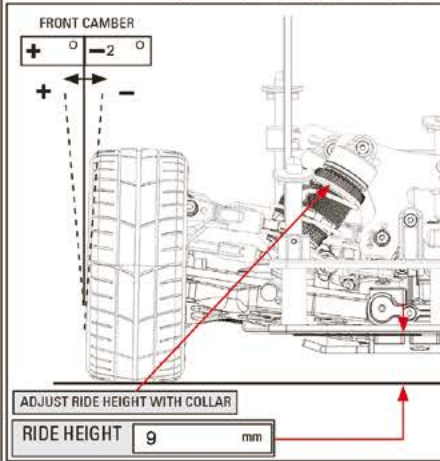 FRONT CAMBER
+ ° −2 °
+ −
ADJUST RIDE HEIGHT WITH COLLAR
RIDE HEIGHT 9 mm